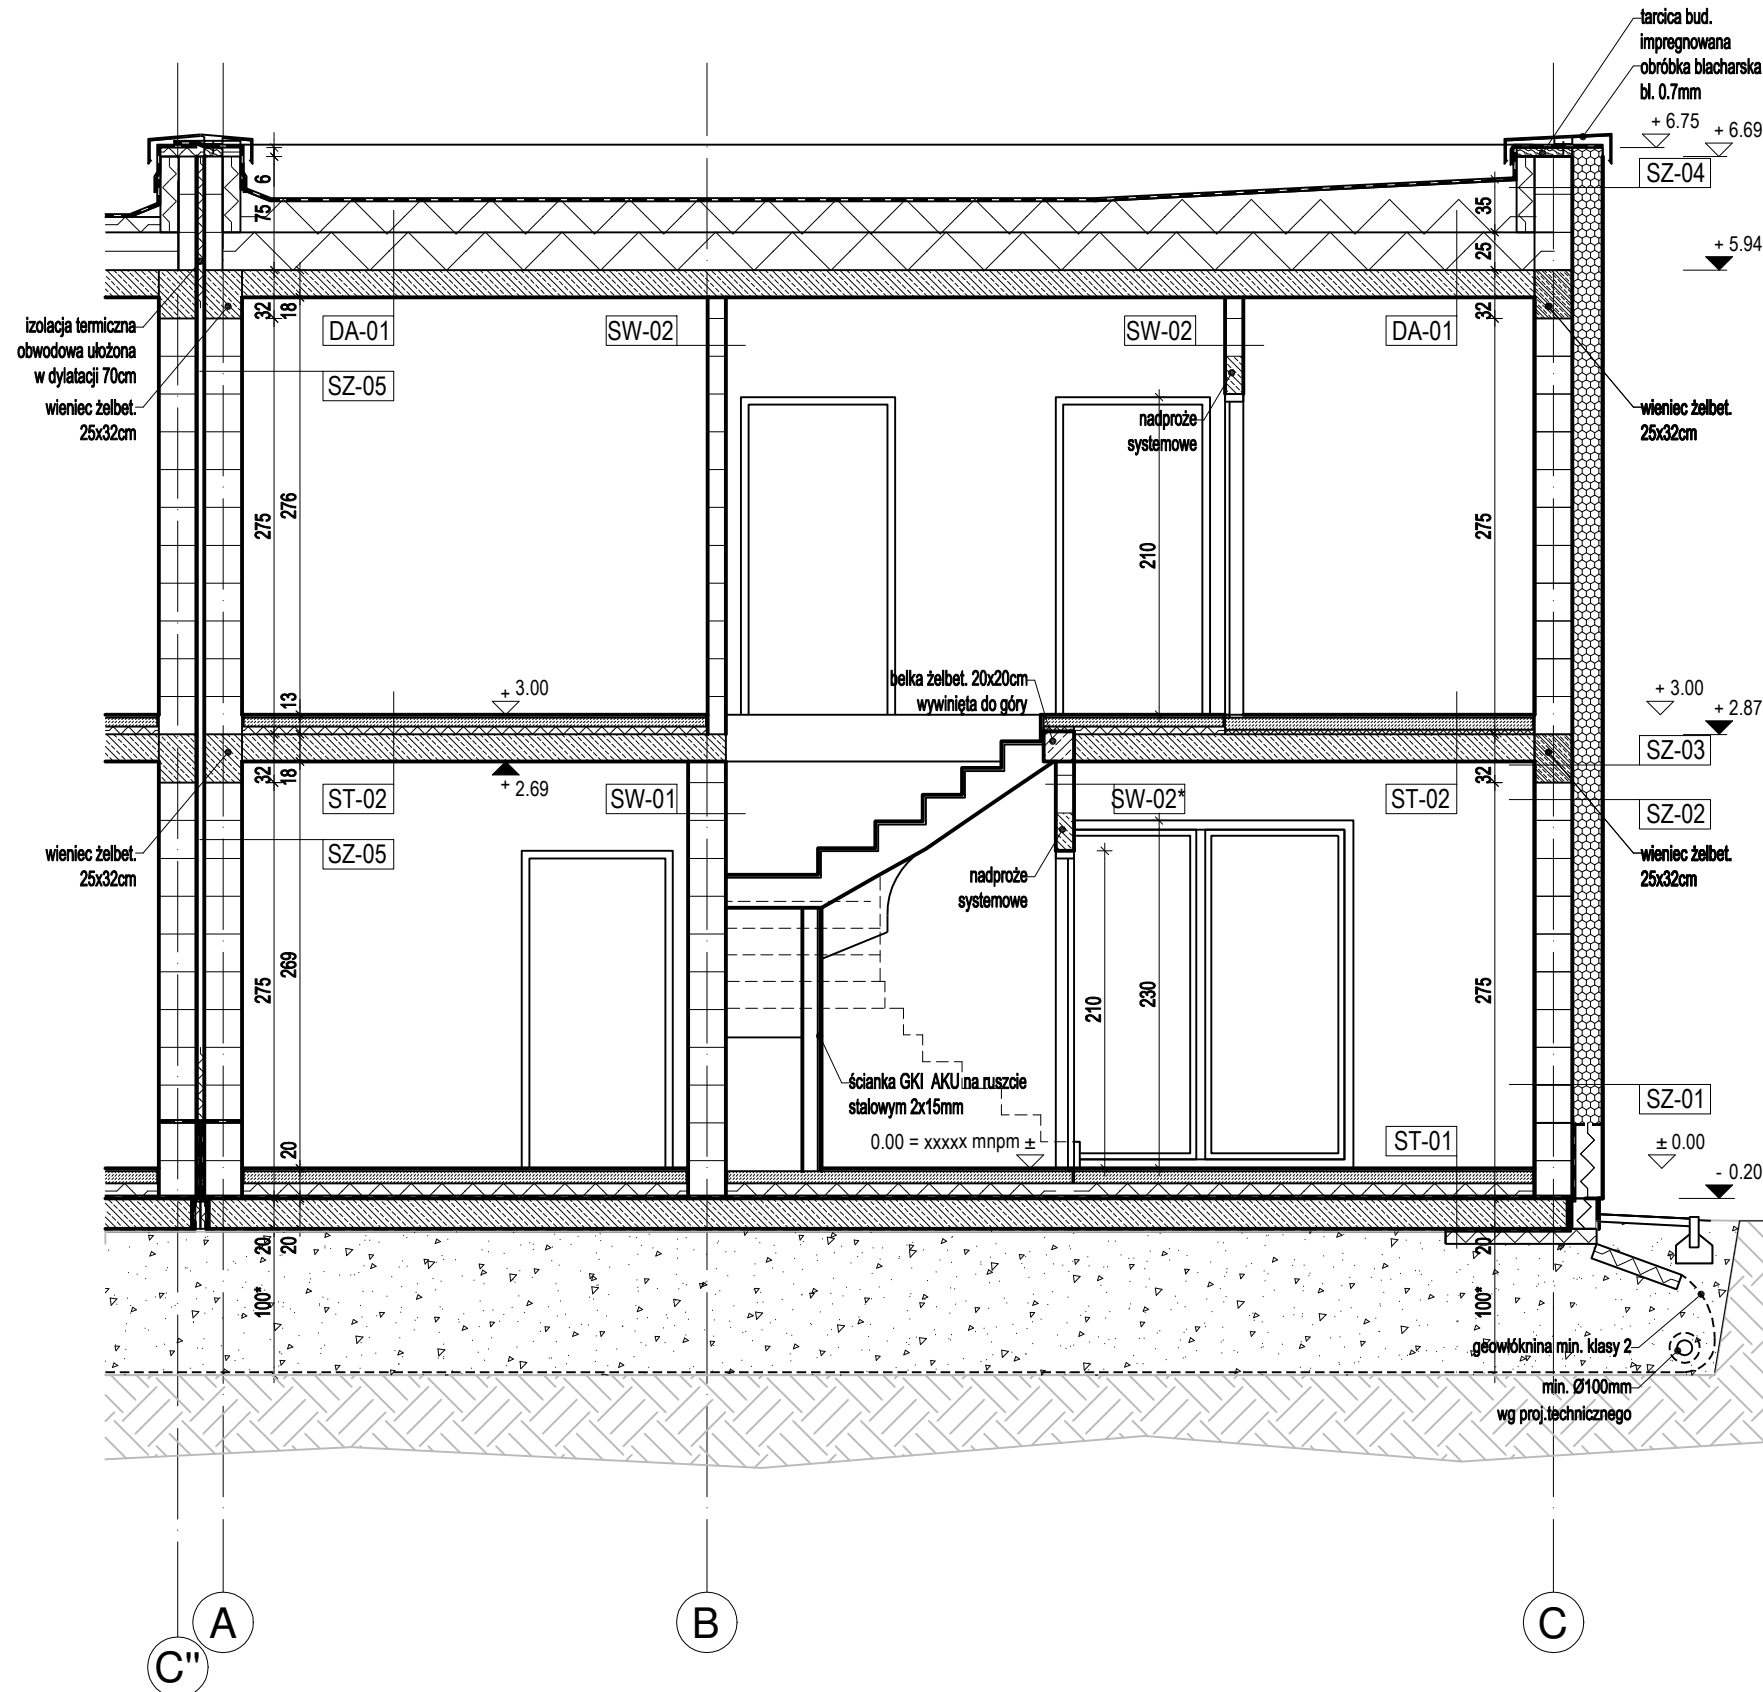 tarcica bud.
impregnowana
obróbka blacharska
bl. 0.7mm
+ 6.75
+ 6.69
SZ-04
6
75
35
25
+ 5.94
32
18
32
izolacja termiczna
obwodowa ułożona
w dylatacji 70cm
wieniec żelbet.
25x32cm
DA-01
SZ-05
SW-02
SW-02
DA-01
nadproże
systemowe
wieniec żelbet.
25x32cm
275
276
210
275
13
+ 3.00
belka żelbet. 20x20cm
wywinięta do góry
+ 3.00
+ 2.87
SZ-03
32
18
+ 2.69
32
ST-02
SW-01
SW-02*
ST-02
SZ-02
SZ-05
wieniec żelbet.
25x32cm
nadproże
systemowe
wieniec żelbet.
25x32cm
275
269
210
230
275
ścianka GKI AKU na ruszcie
stalowym 2x15mm
SZ-01
20
0.00 = xxxxx mnpm ±
ST-01
± 0.00
- 0.20
20
20
20
100*
100*
geowłóknina min. klasy 2
min. Ø100mm
wg proj.technicznego
A
B
C
C"